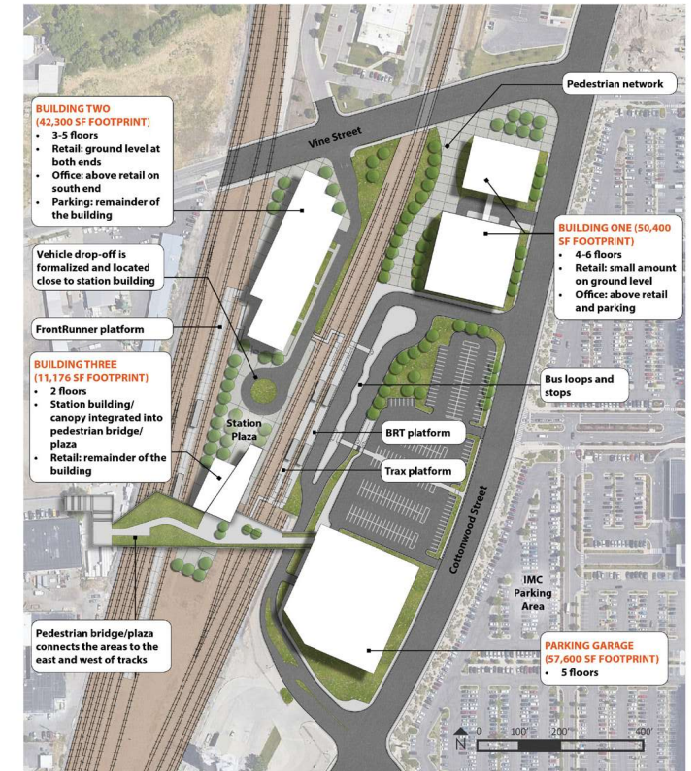 Pedestrian network
BUILDING TWO
(42,300 SF FOOTPRINT)
• 3-5 floors
• Retail: ground level at
both ends
• Office: above retail on
south end
• Parking: remainder of
the building
Vine Street
BUILDING ONE (50,400
SF FOOTPRINT)
• 4-6 floors
• Retail: small amount
on ground level
• Office: above retail
and parking
Vehicle drop-off is
formalized and located
close to station building
FrontRunner platform
BUILDING THREE
(11,176 SF FOOTPRINT)
• 2 floors
• Station building/
canopy integrated into
pedestrian bridge/
plaza
• Retail: remainder of the
building
Bus loops and
stops
Station
Plaza
BRT platform
Trax platform
Cottonwood Street
IMC
Parking
Area
Pedestrian bridge/plaza
connects the areas to the
east and west of tracks
PARKING GARAGE
(57,600 SF FOOTPRINT)
• 5 floors
N
0 100' 200' 400'